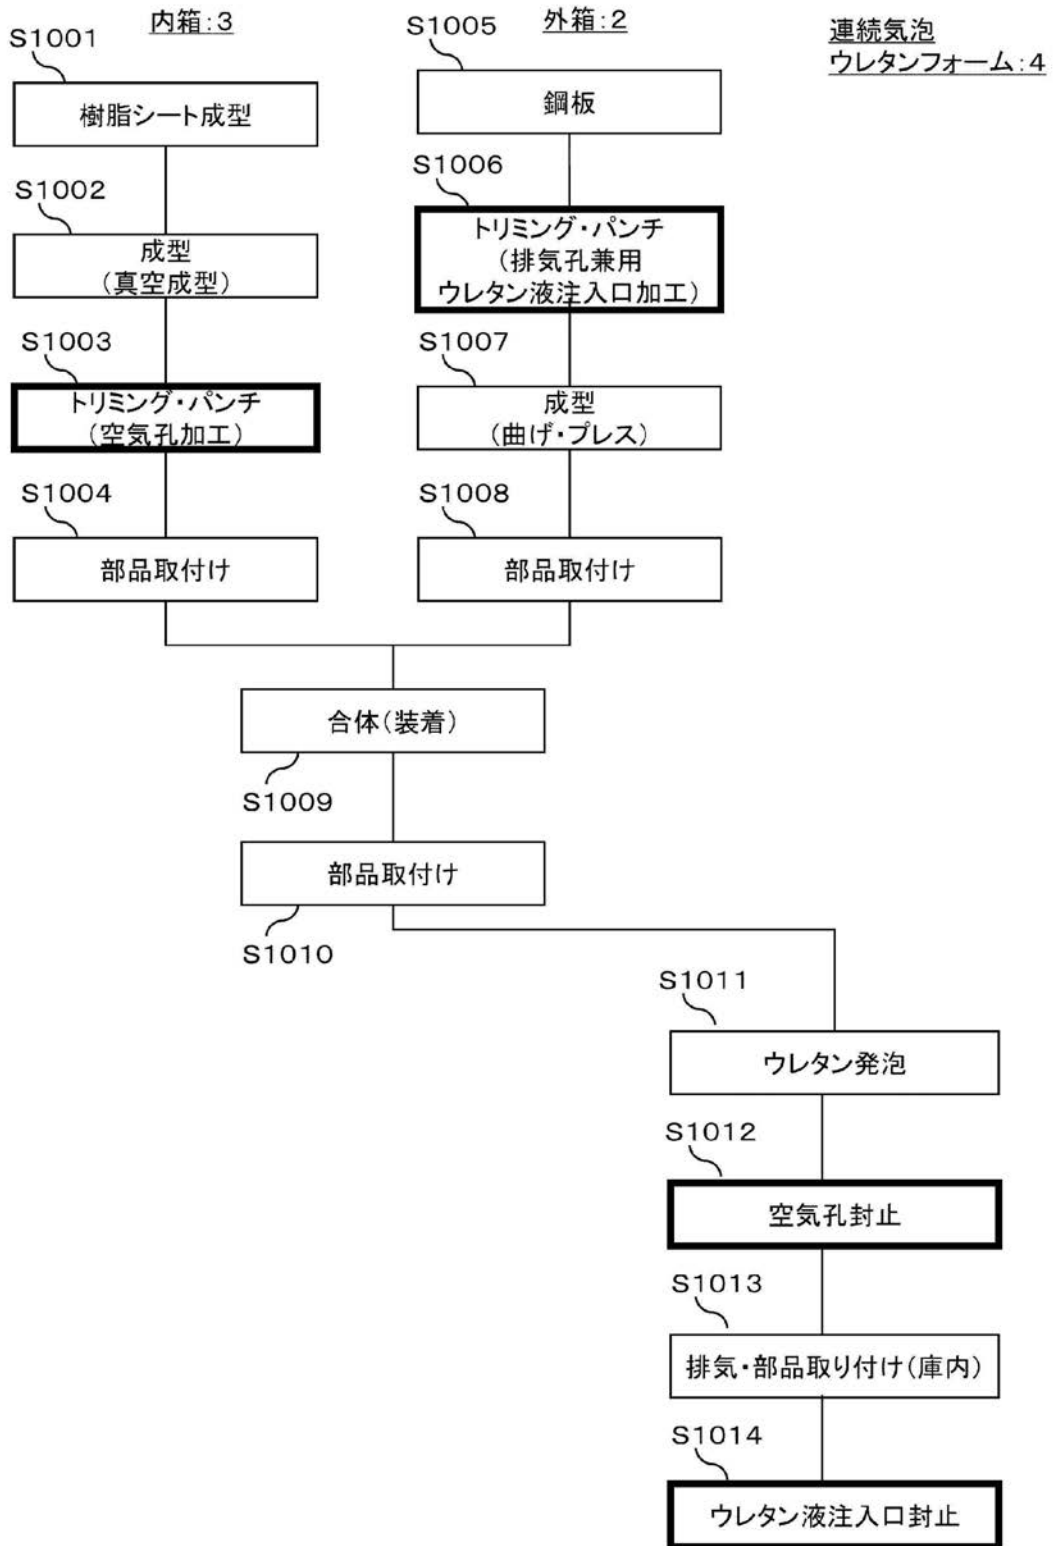 内箱:3
S1001
樹脂シート成型
S1002
成型
(真空成型)
S1003
トリミング・パンチ
(空気孔加工)
S1004
部品取付け
外箱:2
S1005
鋼板
S1006
トリミング・パンチ
(排気孔兼用
ウレタン液注入口加工)
S1007
成型
(曲げ・プレス)
S1008
部品取付け
連続気泡
ウレタンフォーム:4
合体(装着)
S1009
部品取付け
S1010
S1011
ウレタン発泡
S1012
空気孔封止
S1013
排気・部品取り付け(庫内)
S1014
ウレタン液注入口封止